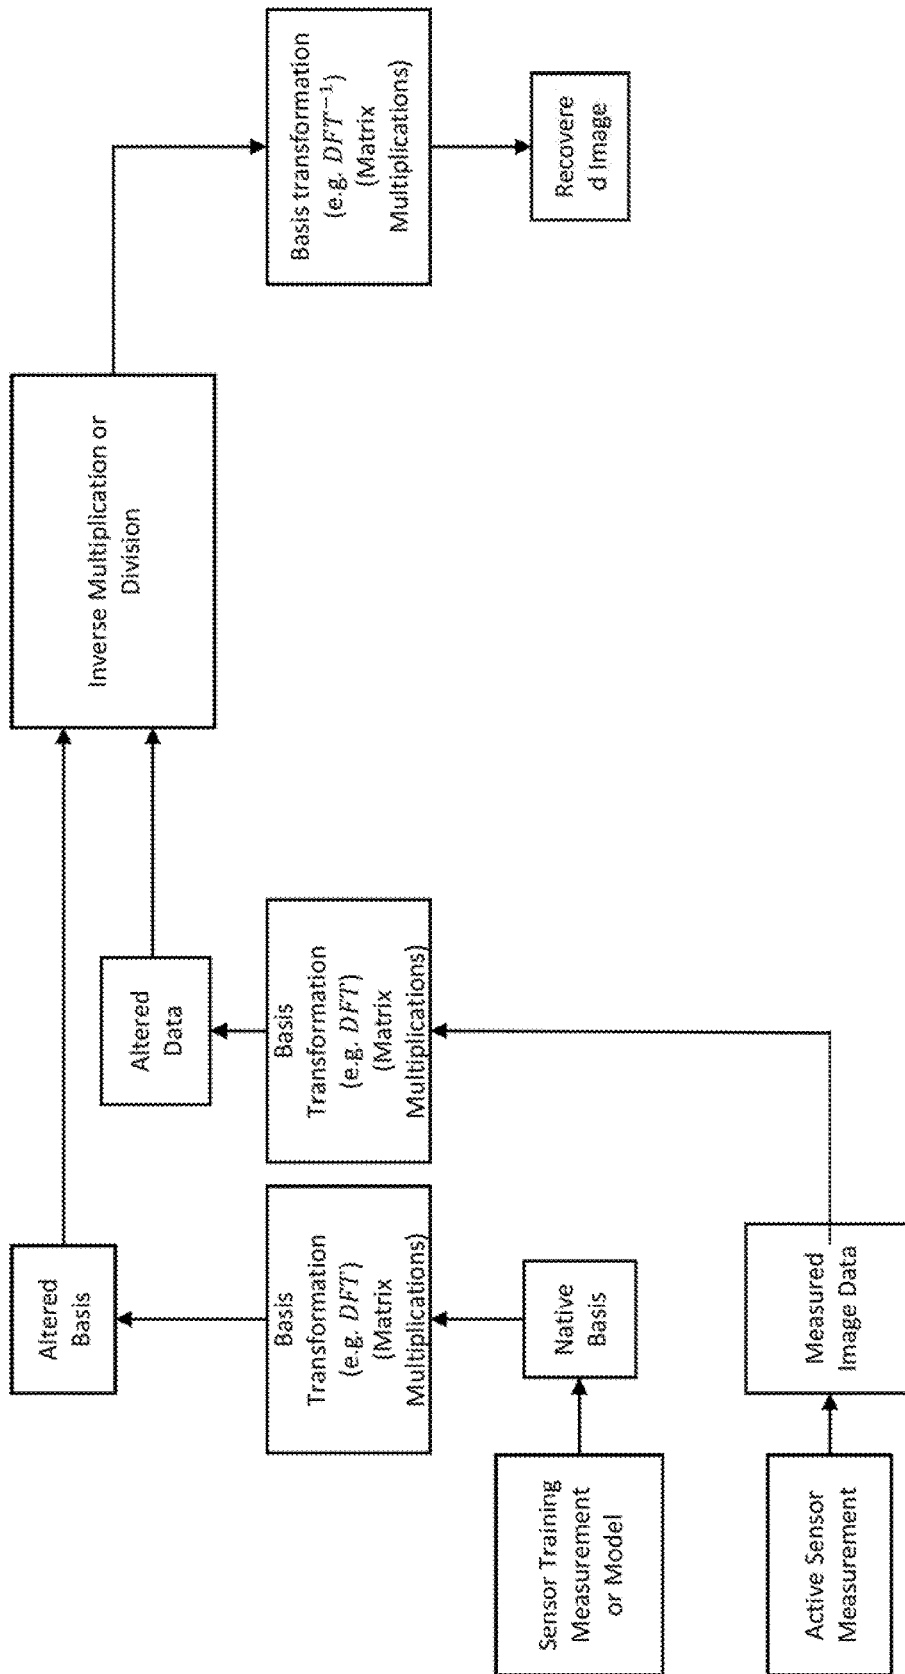 Sensor Training
Measurement
or Model
Native
Basis
Basis
Transformation
(e.g. DFT)
(Matrix
Multiplications)
Altered
Basis
Active Sensor
Measurement
Measured
Image Data
Basis
Transformation
(e.g. DFT)
(Matrix
Multiplications)
Altered
Data
Inverse Multiplication or
Division
Basis transformation
(e.g. DFT⁻¹)
(Matrix
Multiplications)
Recovere
d Image